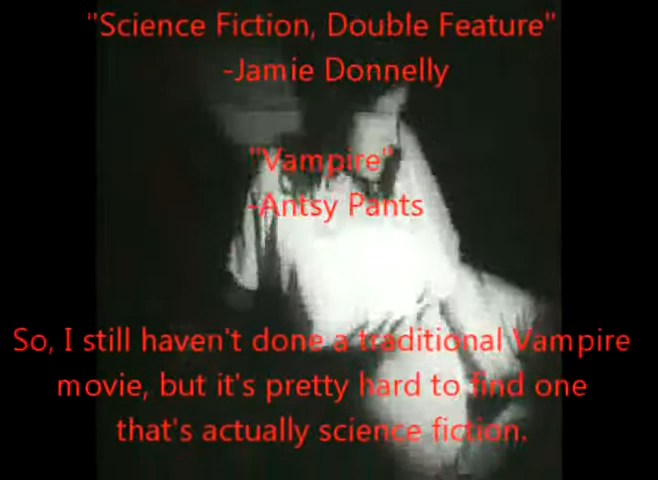 "Science Fiction, Double Feature"
-Jamie Donnelly
"Vampire"
-Antsy Pants
So, I still haven't done a traditional Vampire
movie, but it's pretty hard to find one
that's actually science fiction.